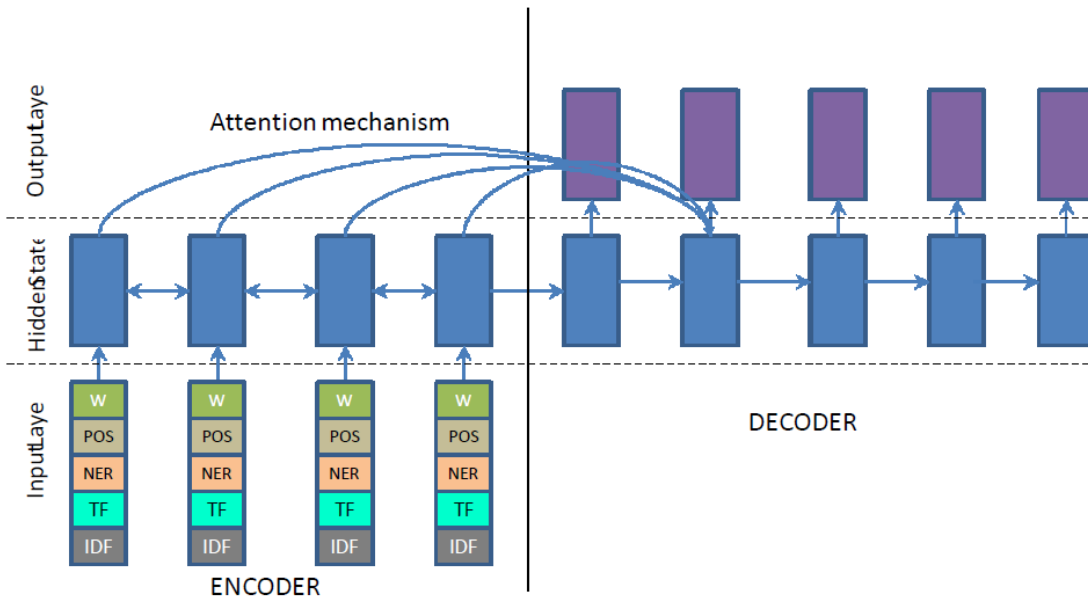 Attention mechanism
OutputLaye
HiddenState
InputLaye
W W W W
POS POS POS POS
NER NER NER NER
TF TF TF TF
IDF IDF IDF IDF
ENCODER
DECODER